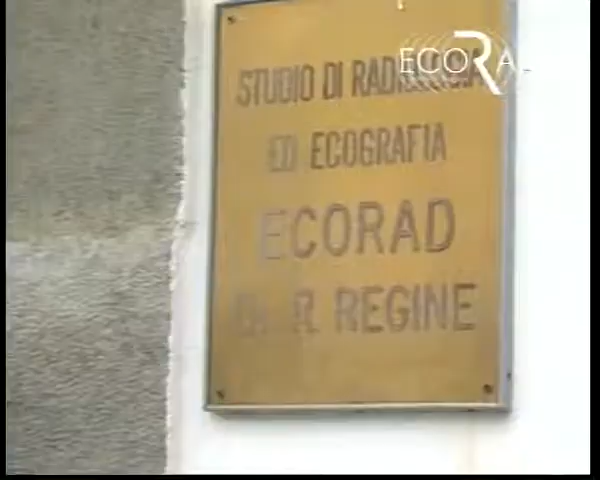 ECORA
STUDIO DI RADIOLOGIA
ED ECOGRAFIA
ECORAD
R. REGINE